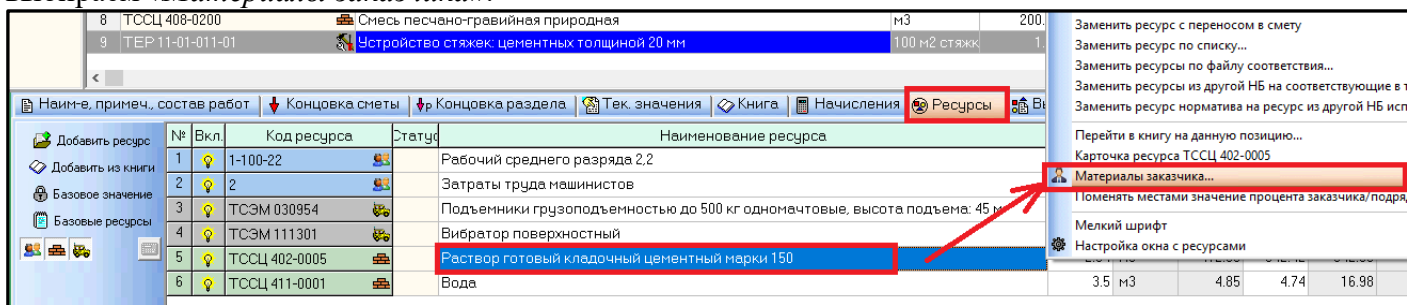 8 ТССЦ 408-0200 Смесь песчано-гравийная природная м3 200.
9 ТЕР 11-01-011-01 Устройство стяжек: цементных толщиной 20 мм 100 м2 стяжк 1.
Заменить ресурс с переносом в смету
Заменить ресурс по списку...
Заменить ресурсы по файлу соответствия...
Заменить ресурсы из другой НБ на соответствующие в т
Заменить ресурс норматива на ресурс из другой НБ исп
Перейти в книгу на данную позицию...
Карточка ресурса ТССЦ 402-0005
Материалы заказчика...
Поменять местами значение процента заказчика/подряд
Мелкий шрифт
Настройка окна с ресурсами
Наим-е, примеч., состав работ Концовка сметы Концовка раздела Тек. значения Книга Начисления Ресурсы Вы
Добавить ресурс
Добавить из книги
Базовое значение
Базовые ресурсы
№ Вкл. Код ресурса Статус Наименование ресурса
1 1-100-22 Рабочий среднего разряда 2,2
2 2 Затраты труда машинистов
3 ТСЭМ 030954 Подъемники грузоподъемностью до 500 кг одномачтовые, высота подъема: 45 м
4 ТСЭМ 111301 Вибратор поверхностный
5 ТССЦ 402-0005 Раствор готовый кладочный цементный марки 150
6 ТССЦ 411-0001 Вода 3.5 м3 4.85 4.74 16.98